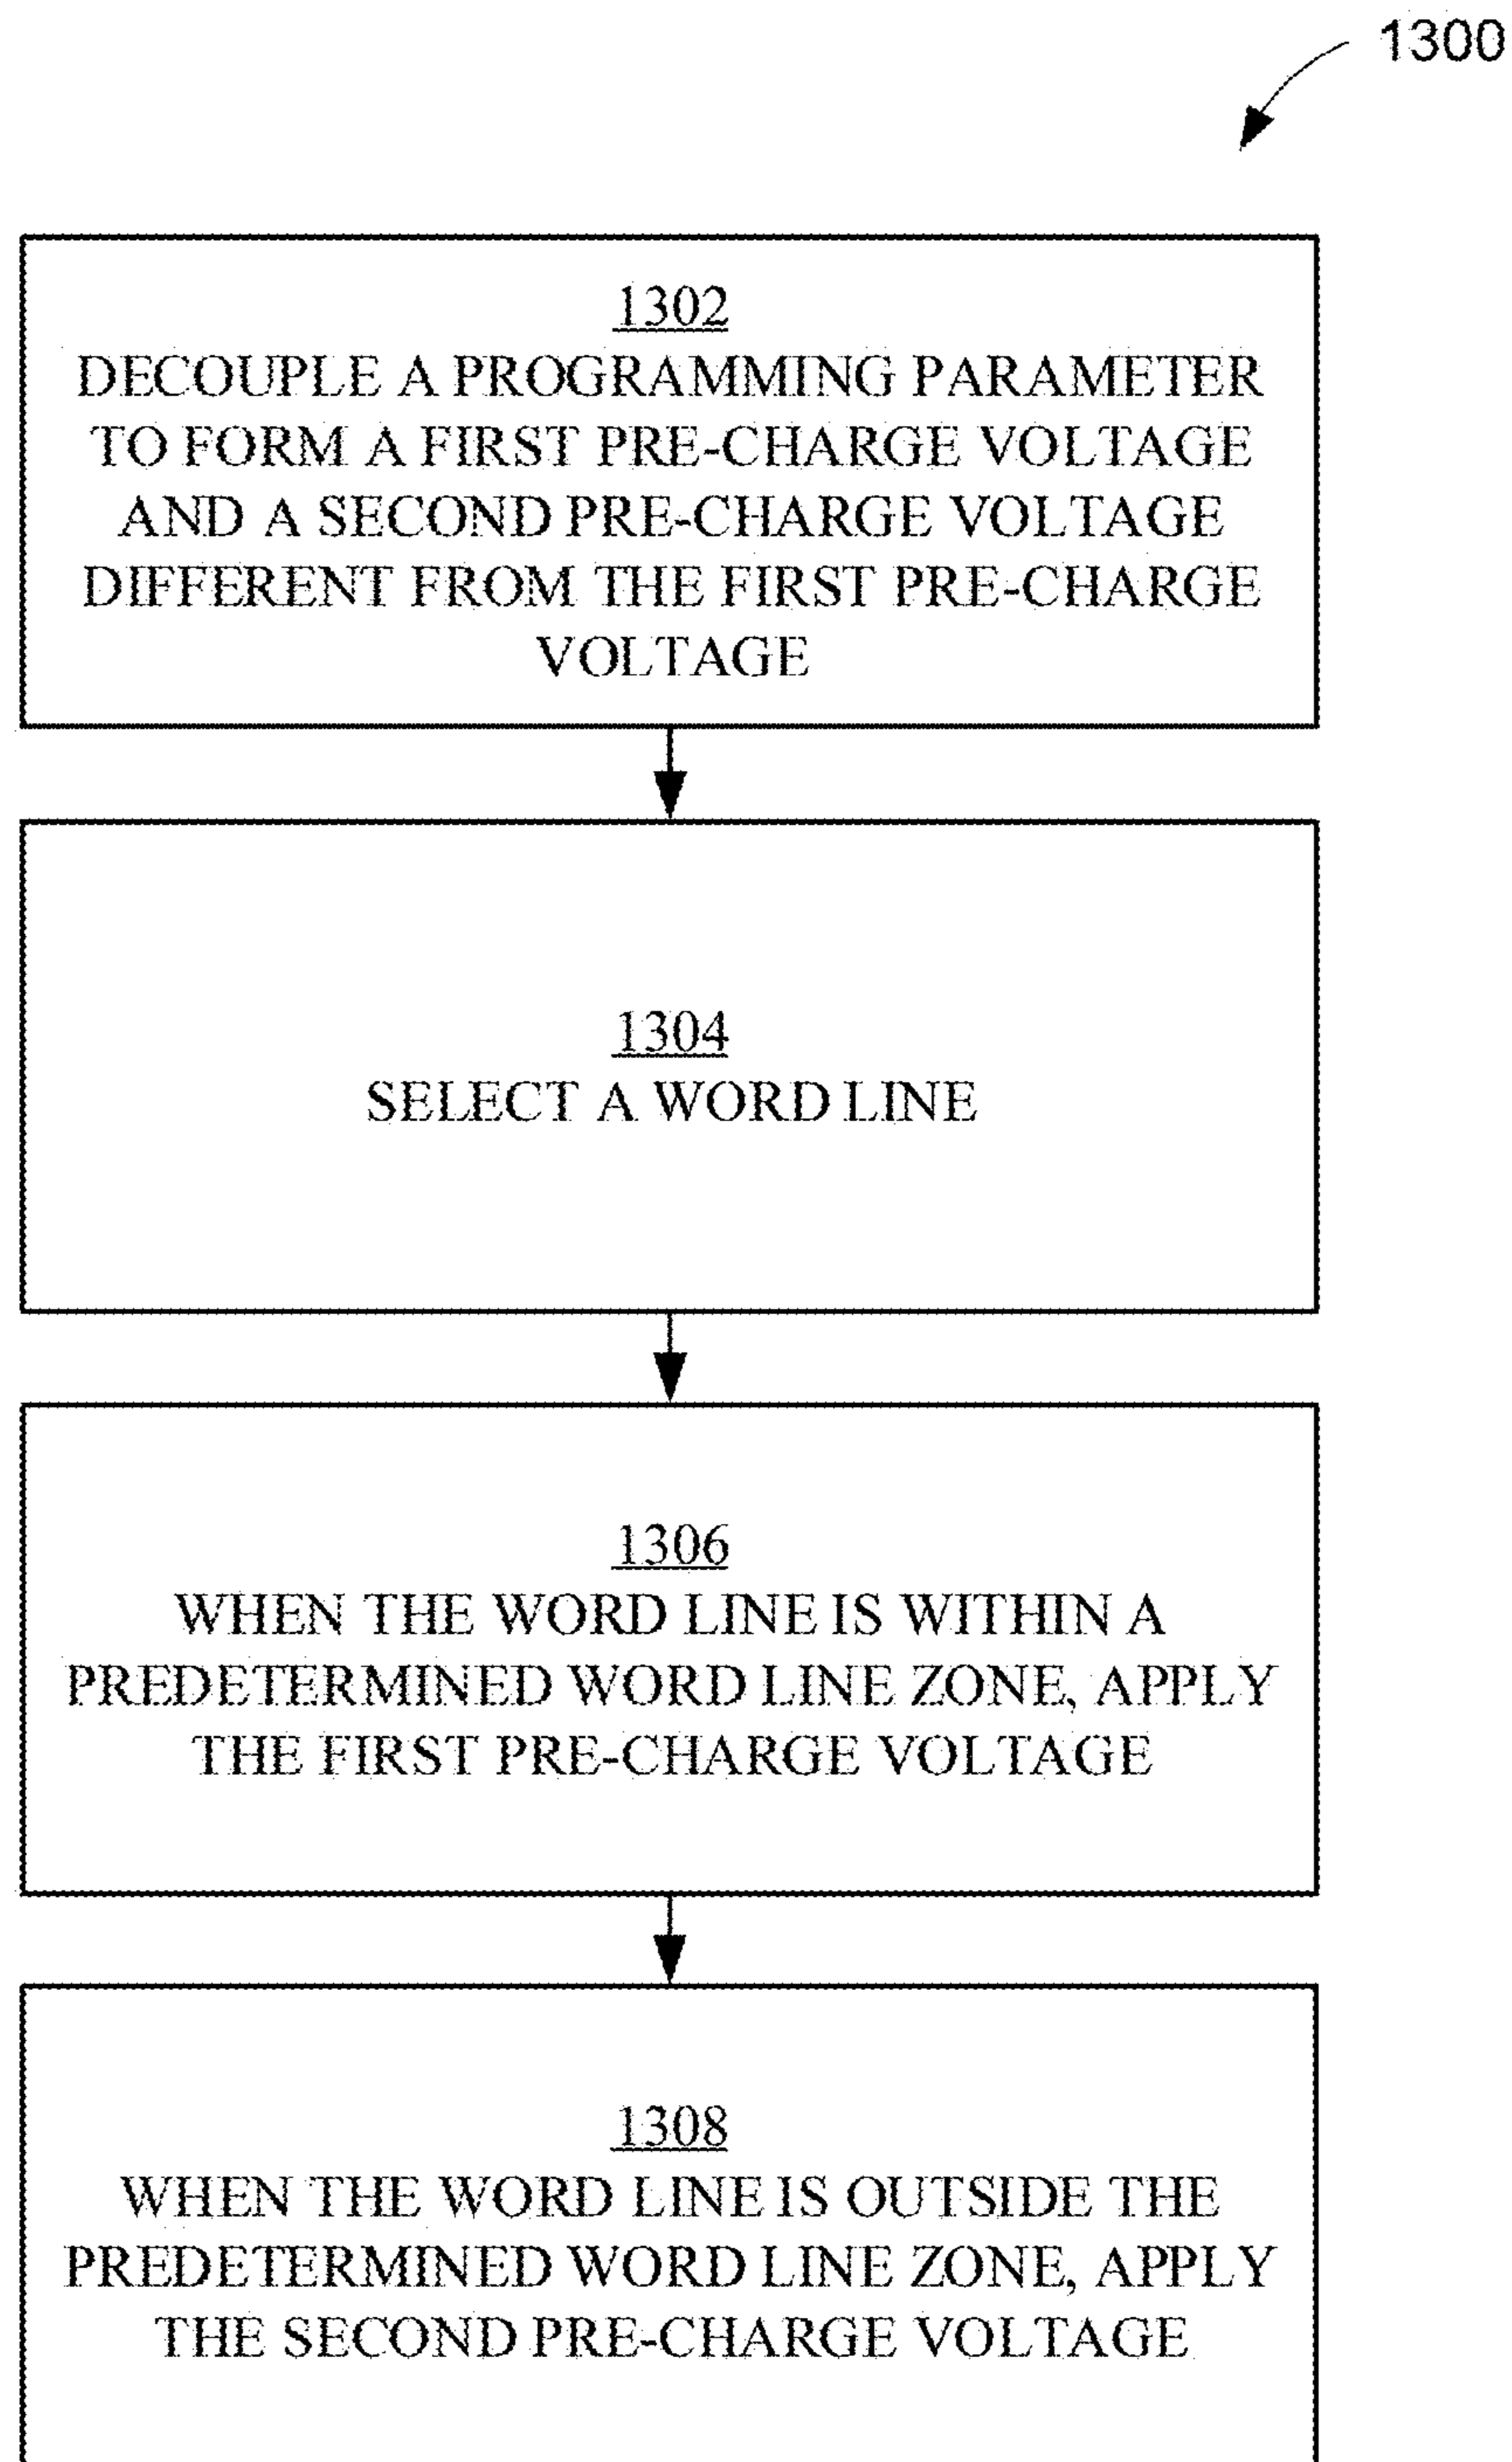 1300
1302
DECOUPLE A PROGRAMMING PARAMETER
TO FORM A FIRST PRE-CHARGE VOLTAGE
AND A SECOND PRE-CHARGE VOLTAGE
DIFFERENT FROM THE FIRST PRE-CHARGE
VOLTAGE
1304
SELECT A WORD LINE
1306
WHEN THE WORD LINE IS WITHIN A
PREDETERMINED WORD LINE ZONE, APPLY
THE FIRST PRE-CHARGE VOLTAGE
1308
WHEN THE WORD LINE IS OUTSIDE THE
PREDETERMINED WORD LINE ZONE, APPLY
THE SECOND PRE-CHARGE VOLTAGE